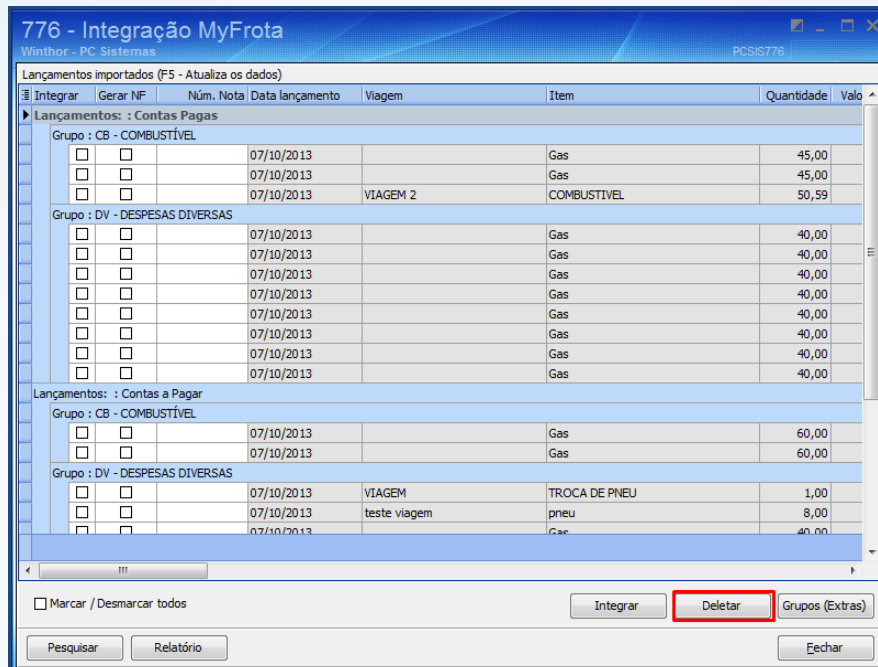 776 - Integração MyFrota
Winthor - PC Sistemas PCSIS776
Lançamentos importados (F5 - Atualiza os dados)
Integrar Gerar NF Núm. Nota Data lançamento Viagem Item Quantidade Valo
Lançamentos: : Contas Pagas
Grupo : CB - COMBUSTÍVEL
07/10/2013 Gas 45,00
07/10/2013 Gas 45,00
07/10/2013 VIAGEM 2 COMBUSTIVEL 50,59
Grupo : DV - DESPESAS DIVERSAS
07/10/2013 Gas 40,00
07/10/2013 Gas 40,00
07/10/2013 Gas 40,00
07/10/2013 Gas 40,00
07/10/2013 Gas 40,00
07/10/2013 Gas 40,00
07/10/2013 Gas 40,00
07/10/2013 Gas 40,00
Lançamentos: : Contas a Pagar
Grupo : CB - COMBUSTÍVEL
07/10/2013 Gas 60,00
07/10/2013 Gas 60,00
Grupo : DV - DESPESAS DIVERSAS
07/10/2013 VIAGEM TROCA DE PNEU 1,00
07/10/2013 teste viagem pneu 8,00
07/10/2013 Gas 40,00
Marcar / Desmarcar todos Integrar Deletar Grupos (Extras)
Pesquisar Relatório Fechar